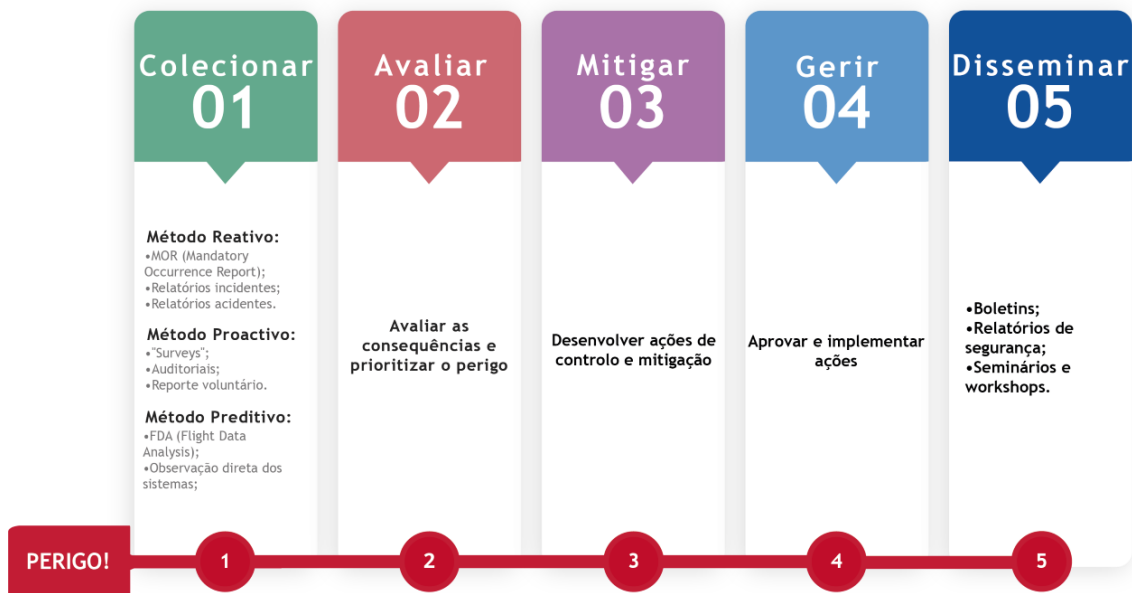 Colecionar
01
Método Reativo:
•MOR (Mandatory
Occurrence Report);
•Relatórios incidentes;
•Relatórios acidentes.
Método Proactivo:
•"Surveys";
•Auditoriais;
•Reporte voluntário.
Método Preditivo:
•FDA (Flight Data
Analysis);
•Observação direta dos
sistemas;
Avaliar
02
Avaliar as
consequências e
prioritizar o perigo
Mitigar
03
Desenvolver ações de
controlo e mitigação
Gerir
04
Aprovar e implementar
ações
Disseminar
05
•Boletins;
•Relatórios de
segurança;
•Seminários e
workshops.
PERIGO!
1
2
3
4
5